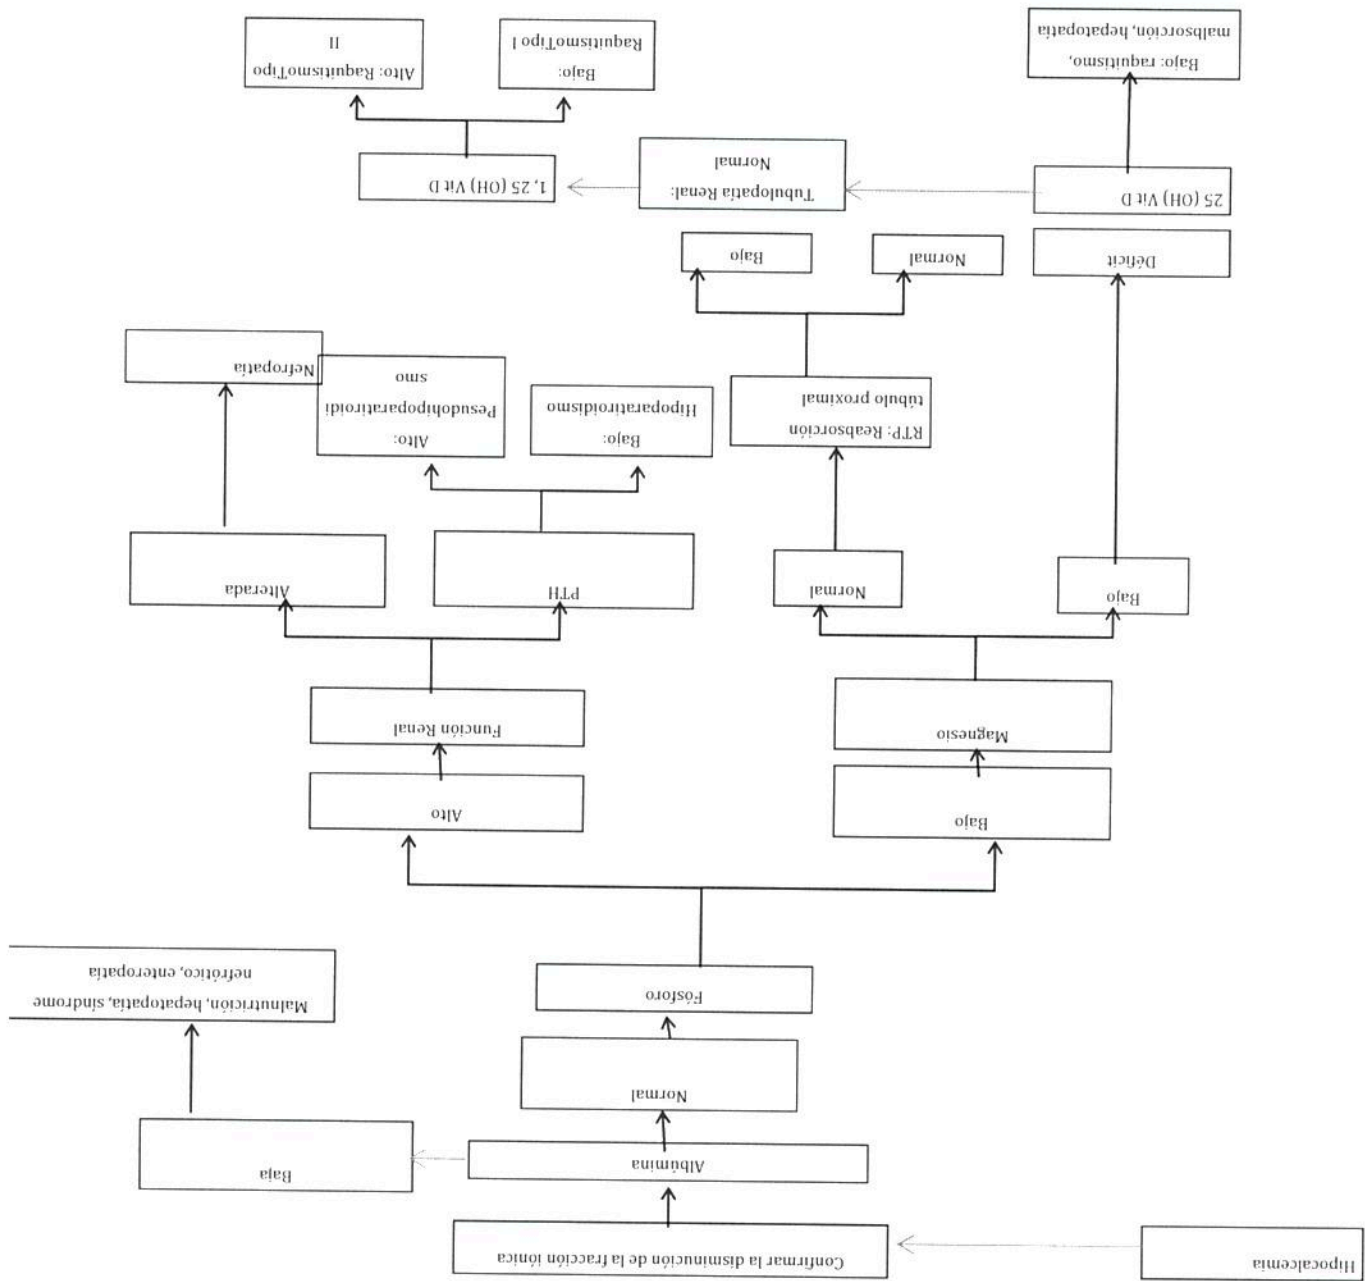 Hipocalcemia
Confirmar la disminución de la fracción iónica
Albúmina
Baja
Normal
Malnutrición, hepatopatía, síndrome
nefrótico, enteropatía
Fósforo
Bajo
Alto
Magnesio
Función Renal
Bajo
Normal
PTH
Alterada
RTP: Reabsorción
túbulo proximal
Bajo:
Hipoparatiroidismo
Alto:
Pesudohipoparatiroidi
smo
Nefropatía
Déficit
Normal
Bajo
25 (OH) Vit D
Tubulopatía Renal:
Normal
1, 25 (OH) Vit D
Bajo: raquitismo,
malbsorción, hepatopatía
Bajo:
RaquitismoTipo I
Alto: RaquitismoTipo
II